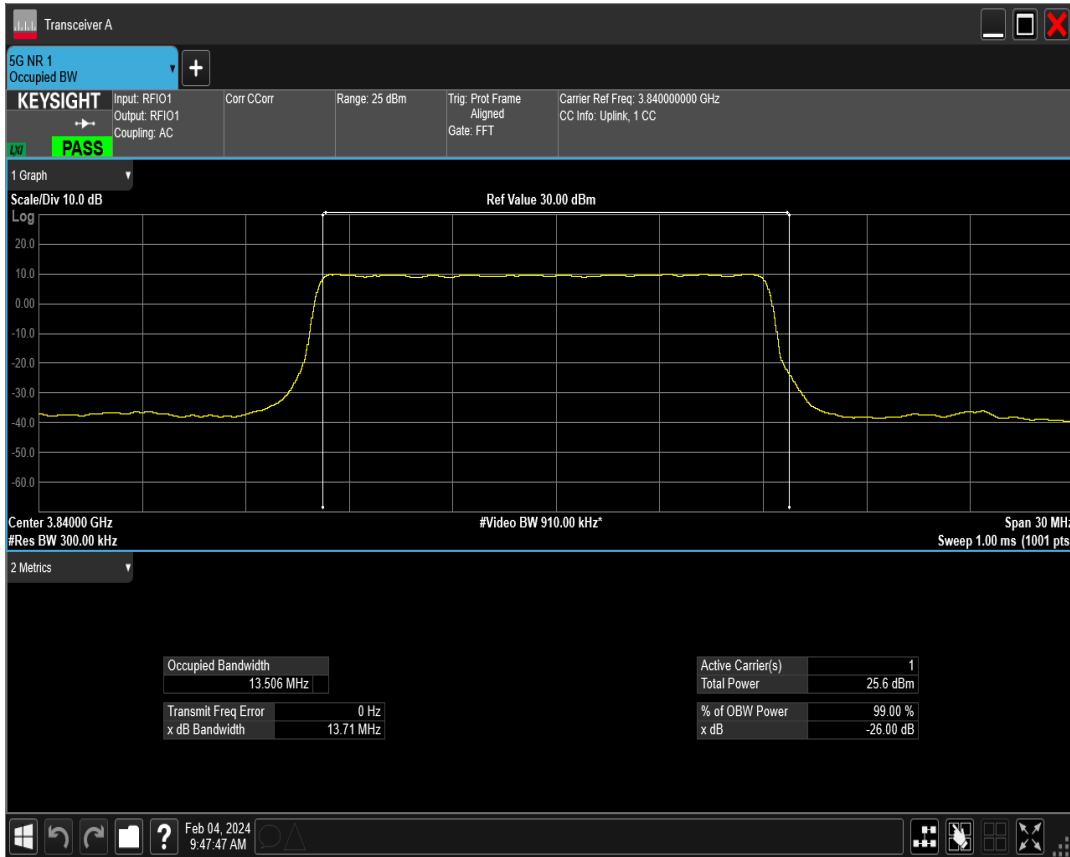 Transceiver A
5G NR 1
Occupied BW
KEYSIGHT
LXI
PASS
Input: RFIO1
Output: RFIO1
Coupling: AC
Corr CCorr
Range: 25 dBm
Trig: Prot Frame
Aligned
Gate: FFT
Carrier Ref Freq: 3.840000000 GHz
CC Info: Uplink, 1 CC
1 Graph
Scale/Div 10.0 dB
Ref Value 30.00 dBm
Log
20.0
10.0
0.00
-10.0
-20.0
-30.0
-40.0
-50.0
-60.0
Center 3.84000 GHz
#Video BW 910.00 kHz*
Span 30 MHz
#Res BW 300.00 kHz
Sweep 1.00 ms (1001 pts
2 Metrics
Occupied Bandwidth
13.506 MHz
Transmit Freq Error 0 Hz
x dB Bandwidth 13.71 MHz
Active Carrier(s) 1
Total Power 25.6 dBm
% of OBW Power 99.00 %
x dB -26.00 dB
Feb 04, 2024
9:47:47 AM